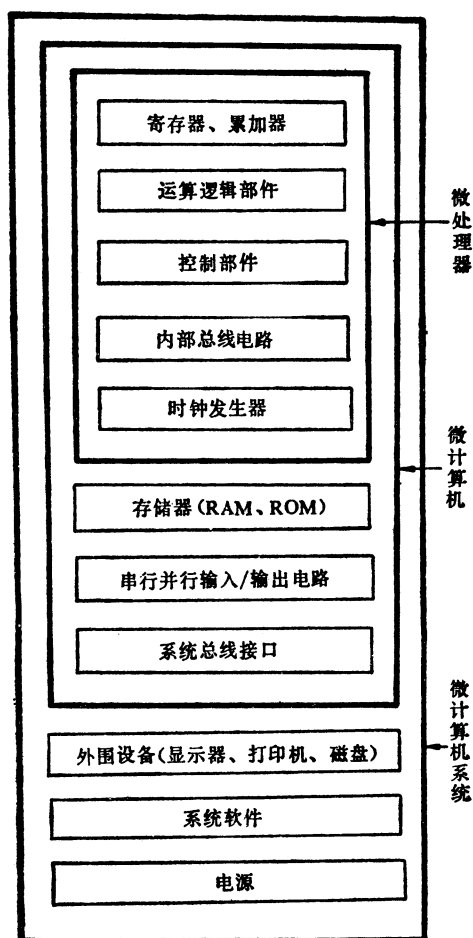 寄存器、累加器
运算逻辑部件
控制部件
内部总线电路
时钟发生器
微处理器
存储器(RAM、ROM)
串行并行输入/输出电路
系统总线接口
微计算机
外围设备(显示器、打印机、磁盘)
系统软件
电源
微计算机系统